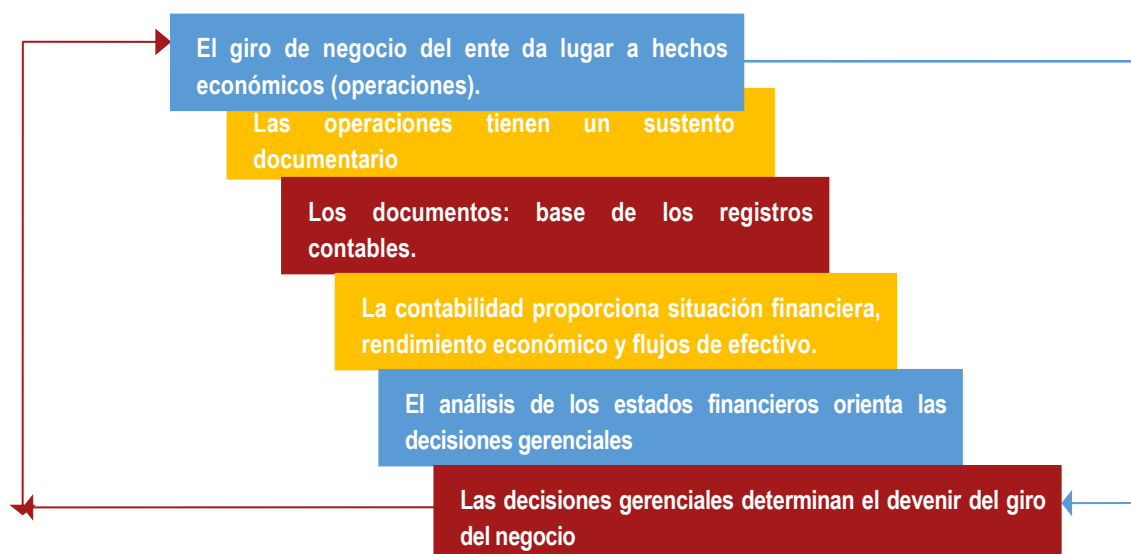 El giro de negocio del ente da lugar a hechos
económicos (operaciones).
Las operaciones tienen un sustento
documentario
Los documentos: base de los registros
contables.
La contabilidad proporciona situación financiera,
rendimiento económico y flujos de efectivo.
El análisis de los estados financieros orienta las
decisiones gerenciales
Las decisiones gerenciales determinan el devenir del giro
del negocio